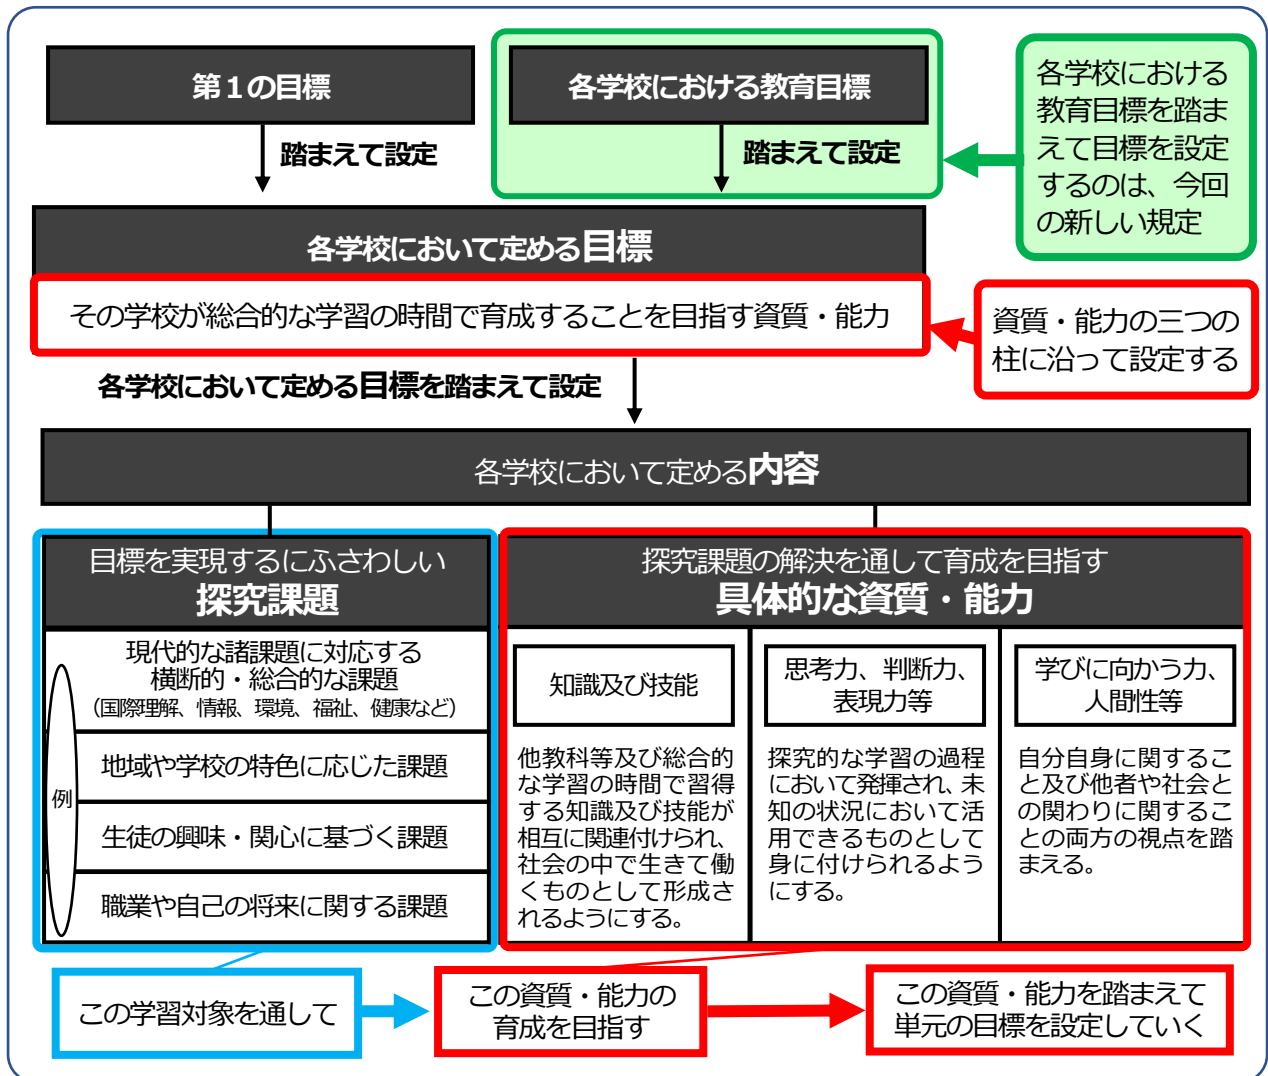 第１の目標
各学校における教育目標
踏まえて設定
踏まえて設定
各学校における
教育目標を踏ま
えて目標を設定
するのは、今回
の新しい規定
各学校において定める目標
その学校が総合的な学習の時間で育成することを目指す資質・能力
資質・能力の三つの
柱に沿って設定する
各学校において定める目標を踏まえて設定
各学校において定める内容
目標を実現するにふさわしい
探究課題
例
現代的な諸課題に対応する
横断的・総合的な課題
（国際理解、情報、環境、福祉、健康など）
地域や学校の特色に応じた課題
生徒の興味・関心に基づく課題
職業や自己の将来に関する課題
探究課題の解決を通して育成を目指す
具体的な資質・能力
知識及び技能
他教科等及び総合的
な学習の時間で習得
する知識及び技能が
相互に関連付けられ、
社会の中で生きて働
くものとして形成さ
れるようにする。
思考力、判断力、
表現力等
探究的な学習の過程
において発揮され、未
知の状況において活
用できるものとして
身に付けられるよう
にする。
学びに向かう力、
人間性等
自分自身に関するこ
と及び他者や社会と
の関わりに関するこ
との両方の視点を踏
まえる。
この学習対象を通して
この資質・能力の
育成を目指す
この資質・能力を踏まえて
単元の目標を設定していく